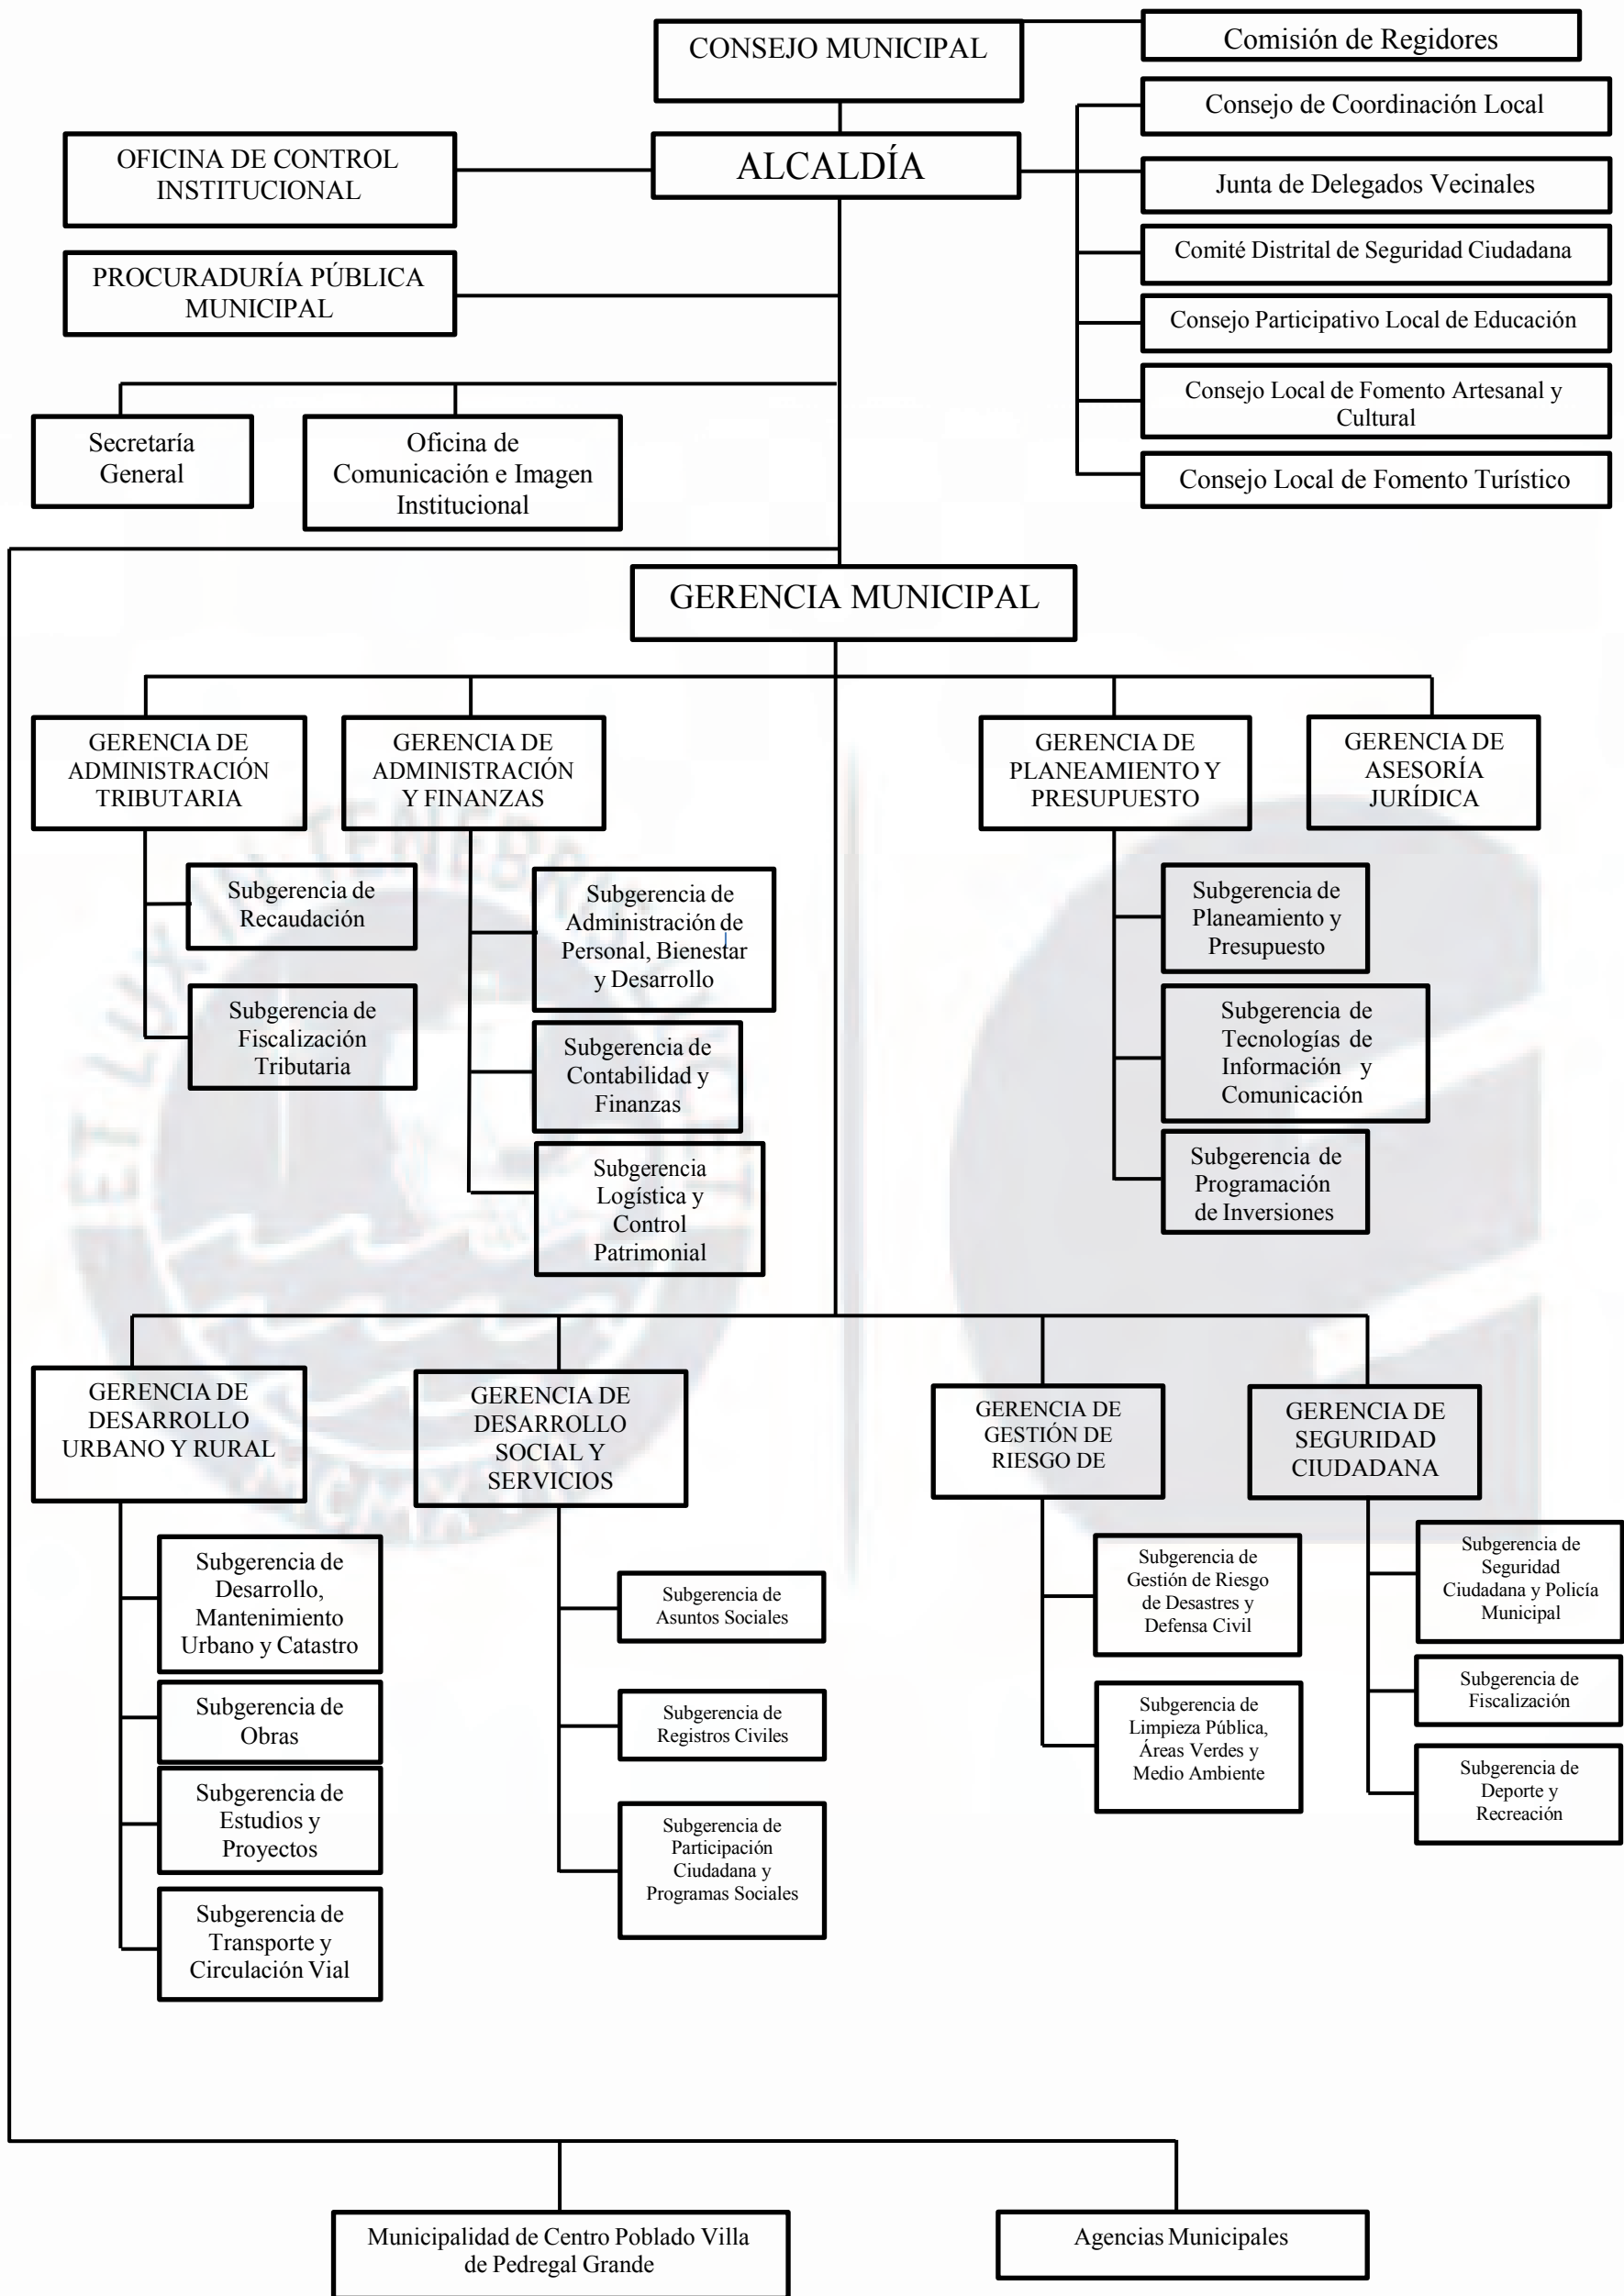 CONSEJO MUNICIPAL
Comisión de Regidores
Consejo de Coordinación Local
OFICINA DE CONTROL
INSTITUCIONAL
ALCALDÍA
Junta de Delegados Vecinales
Comité Distrital de Seguridad Ciudadana
PROCURADURÍA PÚBLICA
MUNICIPAL
Consejo Participativo Local de Educación
Consejo Local de Fomento Artesanal y
Cultural
Consejo Local de Fomento Turístico
Secretaría
General
Oficina de
Comunicación e Imagen
Institucional
GERENCIA MUNICIPAL
GERENCIA DE
ADMINISTRACIÓN
TRIBUTARIA
GERENCIA DE
ADMINISTRACIÓN
Y FINANZAS
GERENCIA DE
PLANEAMIENTO Y
PRESUPUESTO
GERENCIA DE
ASESORÍA
JURÍDICA
Subgerencia de
Recaudación
Subgerencia de
Fiscalización
Tributaria
Subgerencia de
Administración de
Personal, Bienestar
y Desarrollo
Subgerencia de
Contabilidad y
Finanzas
Subgerencia
Logística y
Control
Patrimonial
Subgerencia de
Planeamiento y
Presupuesto
Subgerencia de
Tecnologías de
Información y
Comunicación
Subgerencia de
Programación
de Inversiones
ET LUX IN TENEBRIS
GERENCIA DE
DESARROLLO
URBANO Y RURAL
GERENCIA DE
DESARROLLO
SOCIAL Y
SERVICIOS
GERENCIA DE
GESTIÓN DE
RIESGO DE
GERENCIA DE
SEGURIDAD
CIUDADANA
Subgerencia de
Desarrollo,
Mantenimiento
Urbano y Catastro
Subgerencia de
Obras
Subgerencia de
Estudios y
Proyectos
Subgerencia de
Transporte y
Circulación Vial
Subgerencia de
Asuntos Sociales
Subgerencia de
Registros Civiles
Subgerencia de
Participación
Ciudadana y
Programas Sociales
Subgerencia de
Gestión de Riesgo
de Desastres y
Defensa Civil
Subgerencia de
Limpieza Pública,
Áreas Verdes y
Medio Ambiente
Subgerencia de
Seguridad
Ciudadana y Policía
Municipal
Subgerencia de
Fiscalización
Subgerencia de
Deporte y
Recreación
Municipalidad de Centro Poblado Villa
de Pedregal Grande
Agencias Municipales